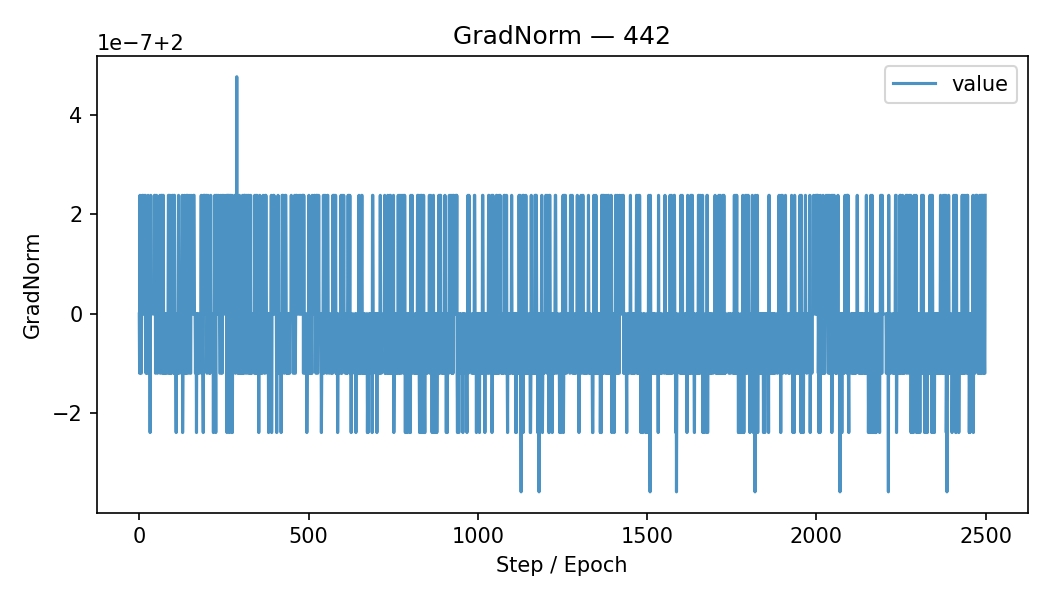 GradNorm — 442
1e−7+2
value
4
2
0
−2
GradNorm
0
500
1000
1500
2000
2500
Step / Epoch